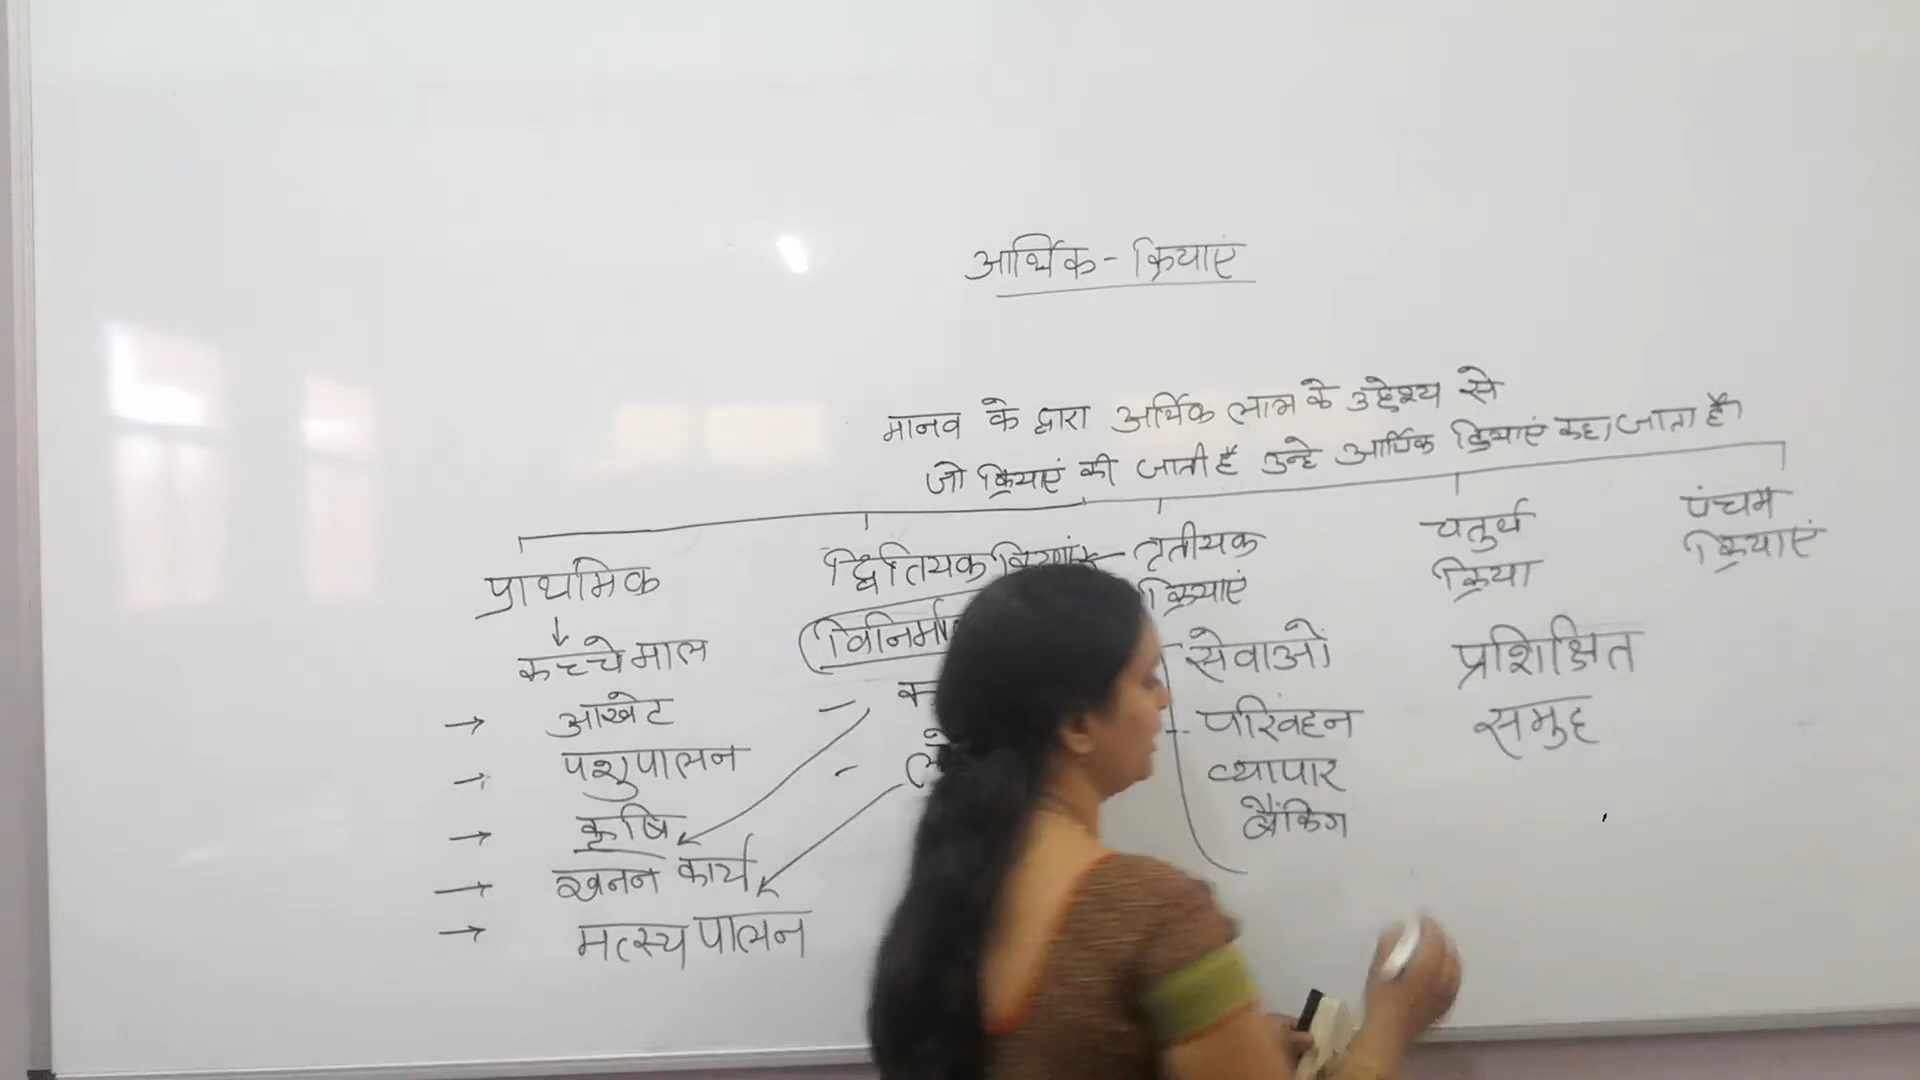 आर्थिक - क्रियाएं
मानव के द्वारा आर्थिक लाभ के उद्देश्य से
जो क्रियाएं की जाती है उन्हे आर्थिक क्रियाएं कहा जाता है
प्राथमिक
कच्चे माल
आखेट
पशुपालन
कृषि
खनन कार्य
मत्स्य पालन
द्वितियक क्रियाएं
तृतीयक
क्रियाएं
सेवाओं
परिवहन
व्यापार
बैंकिग
चतुर्थ
क्रिया
प्रशिक्षित
समुह
पंचम
क्रियाएं